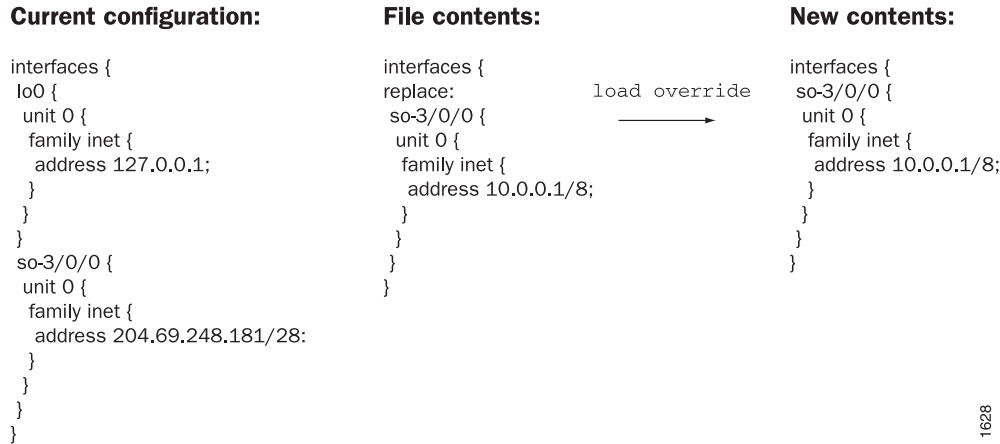 Current configuration:
interfaces {
lo0 {
unit 0 {
family inet {
address 127.0.0.1;
}
}
}
so-3/0/0 {
unit 0 {
family inet {
address 204.69.248.181/28:
}
}
}
}
File contents:
interfaces {
replace:
so-3/0/0 {
unit 0 {
family inet {
address 10.0.0.1/8;
}
}
}
}
load override
New contents:
interfaces {
so-3/0/0 {
unit 0 {
family inet {
address 10.0.0.1/8;
}
}
}
}
1628